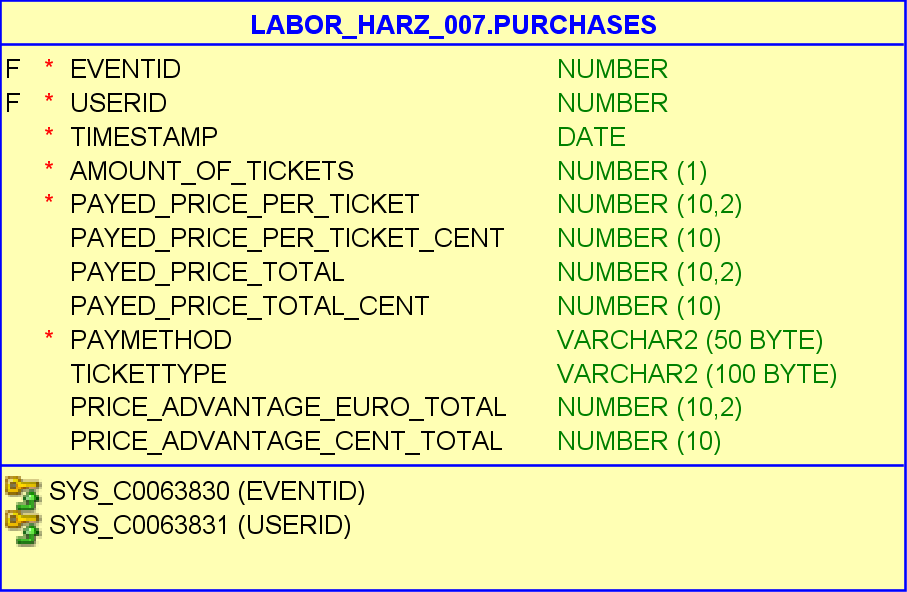 LABOR_HARZ_007.PURCHASES
F * EVENTID NUMBER
F * USERID NUMBER
* TIMESTAMP DATE
* AMOUNT_OF_TICKETS NUMBER (1)
* PAYED_PRICE_PER_TICKET NUMBER (10,2)
PAYED_PRICE_PER_TICKET_CENT NUMBER (10)
PAYED_PRICE_TOTAL NUMBER (10,2)
PAYED_PRICE_TOTAL_CENT NUMBER (10)
* PAYMETHOD VARCHAR2 (50 BYTE)
TICKETTYPE VARCHAR2 (100 BYTE)
PRICE_ADVANTAGE_EURO_TOTAL NUMBER (10,2)
PRICE_ADVANTAGE_CENT_TOTAL NUMBER (10)
SYS_C0063830 (EVENTID)
SYS_C0063831 (USERID)